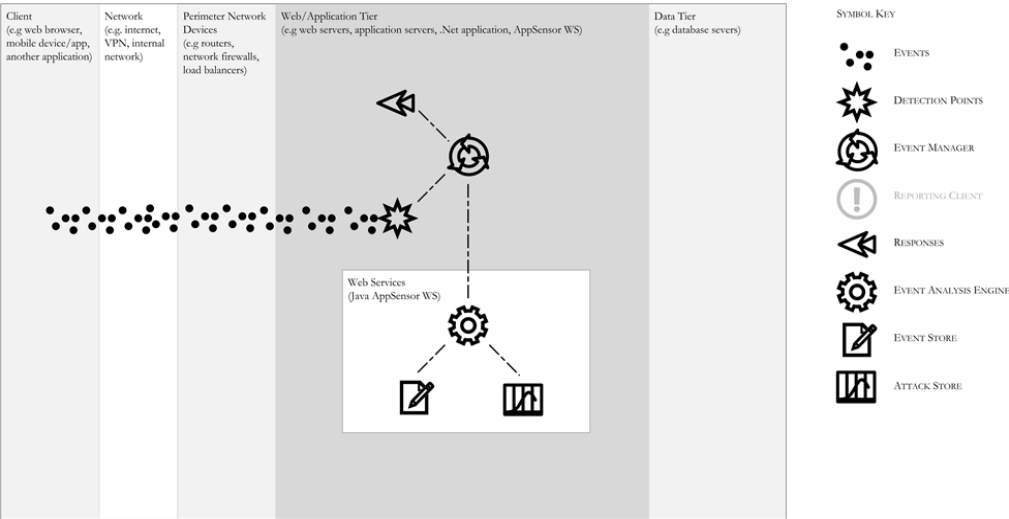 Client
(e.g web browser,
mobile device/app,
another application)
Network
(e.g. internet,
VPN, internal
network)
Perimeter Network
Devices
(e.g routers,
network firewalls,
load balancers)
Web/Application Tier
(e.g web servers, application servers, .Net application, AppSensor WS)
Data Tier
(e.g database severs)
Web Services
(Java AppSensor WS)
SYMBOL KEY
EVENTS
DETECTION POINTS
EVENT MANAGER
REPORTING CLIENT
RESPONSES
EVENT ANALYSIS ENGINE
EVENT STORE
ATTACK STORE